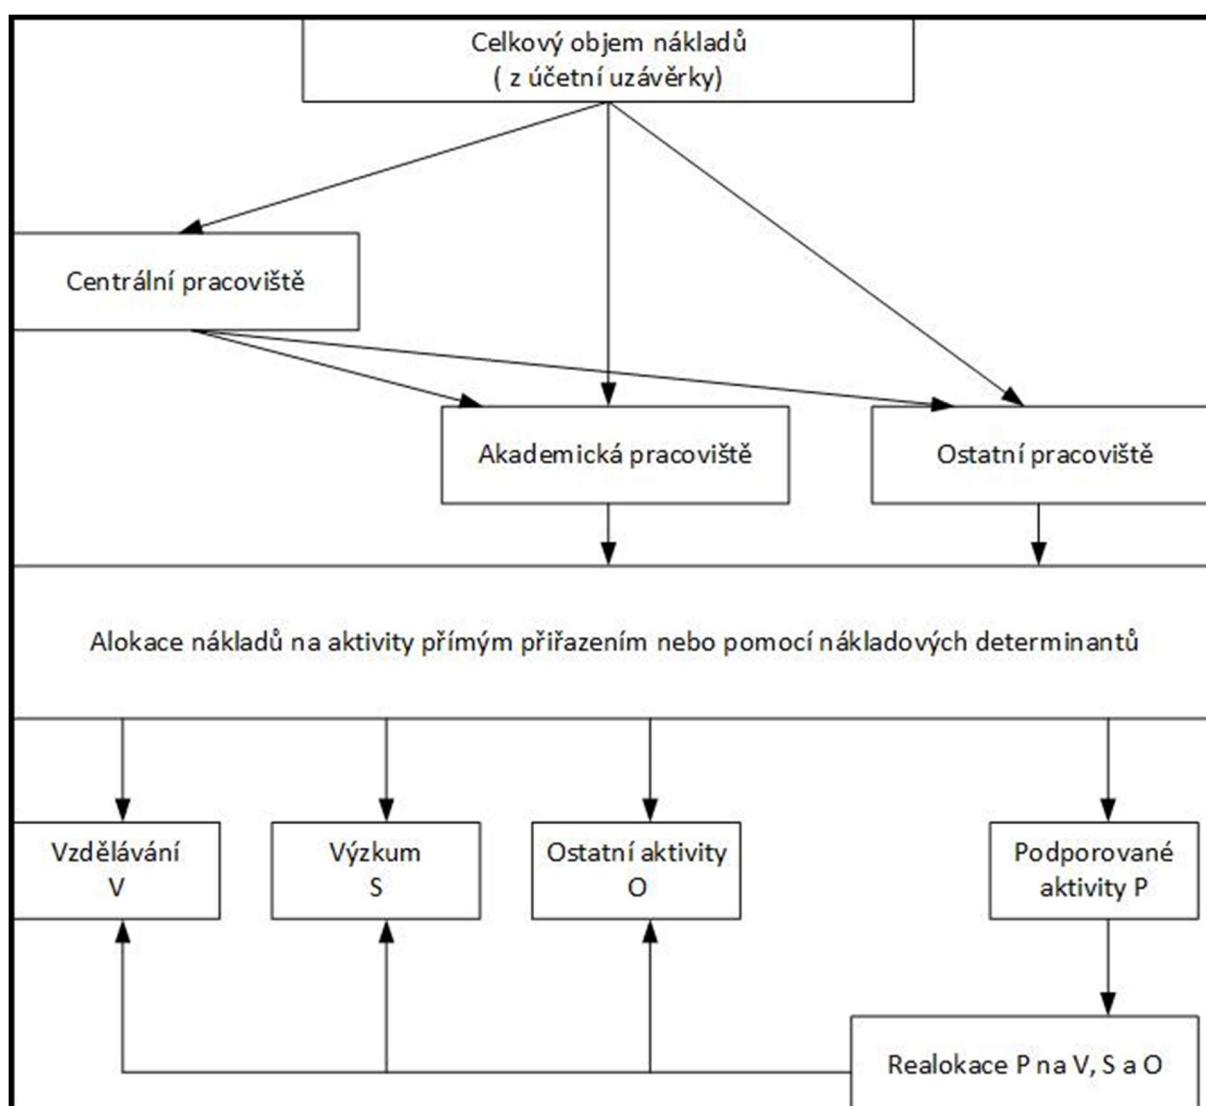 Celkový objem nákladů
( z účetní uzávěrky)
Centrální pracoviště
Akademická pracoviště
Ostatní pracoviště
Alokace nákladů na aktivity přímým přiřazením nebo pomocí nákladových determinantů
Vzdělávání
V
Výzkum
S
Ostatní aktivity
O
Podporované
aktivity P
Realokace P na V, S a O